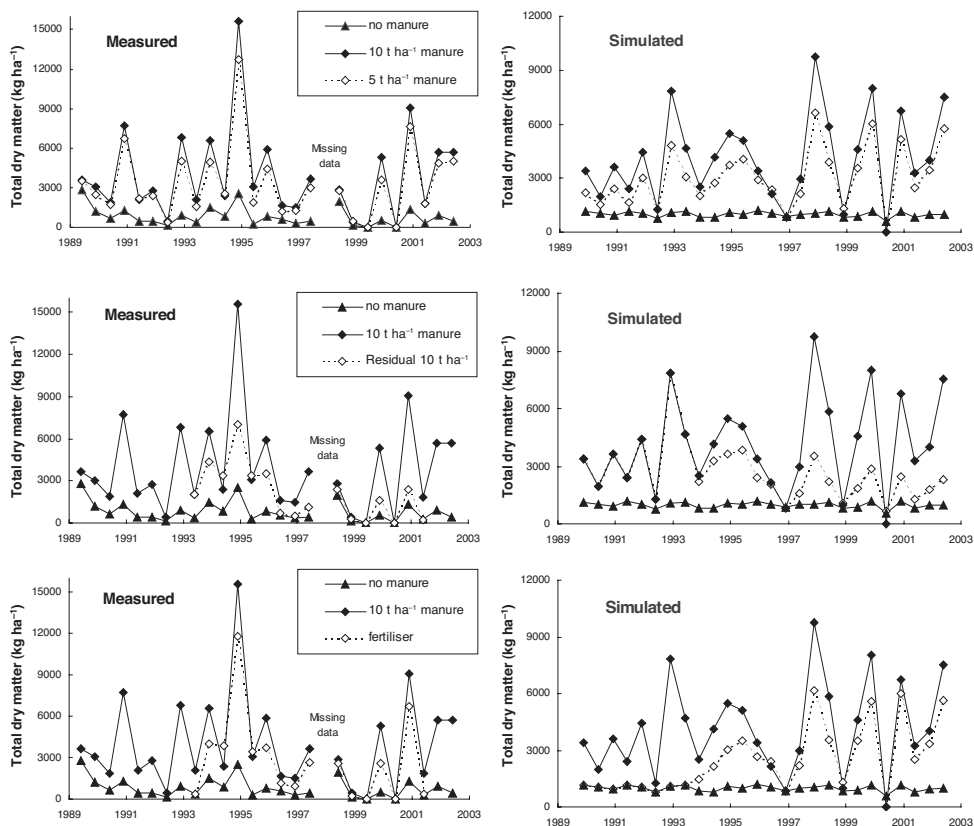 Total dry matter (kg ha⁻¹)
15000
12000
9000
6000
3000
0
Measured
no manure
10 t ha⁻¹ manure
5 t ha⁻¹ manure
Missing
data
1989 1991 1993 1995 1997 1999 2001 2003
Total dry matter (kg ha⁻¹)
12000
9000
6000
3000
0
Simulated
1989 1991 1993 1995 1997 1999 2001 2003
Total dry matter (kg ha⁻¹)
15000
12000
9000
6000
3000
0
Measured
no manure
10 t ha⁻¹ manure
Residual 10 t ha⁻¹
Missing
data
1989 1991 1993 1995 1997 1999 2001 2003
Total dry matter (kg ha⁻¹)
12000
9000
6000
3000
0
Simulated
1989 1991 1993 1995 1997 1999 2001 2003
Total dry matter (kg ha⁻¹)
15000
12000
9000
6000
3000
0
Measured
no manure
10 t ha⁻¹ manure
fertiliser
Missing
data
1989 1991 1993 1995 1997 1999 2001 2003
Total dry matter (kg ha⁻¹)
12000
9000
6000
3000
0
Simulated
1989 1991 1993 1995 1997 1999 2001 2003